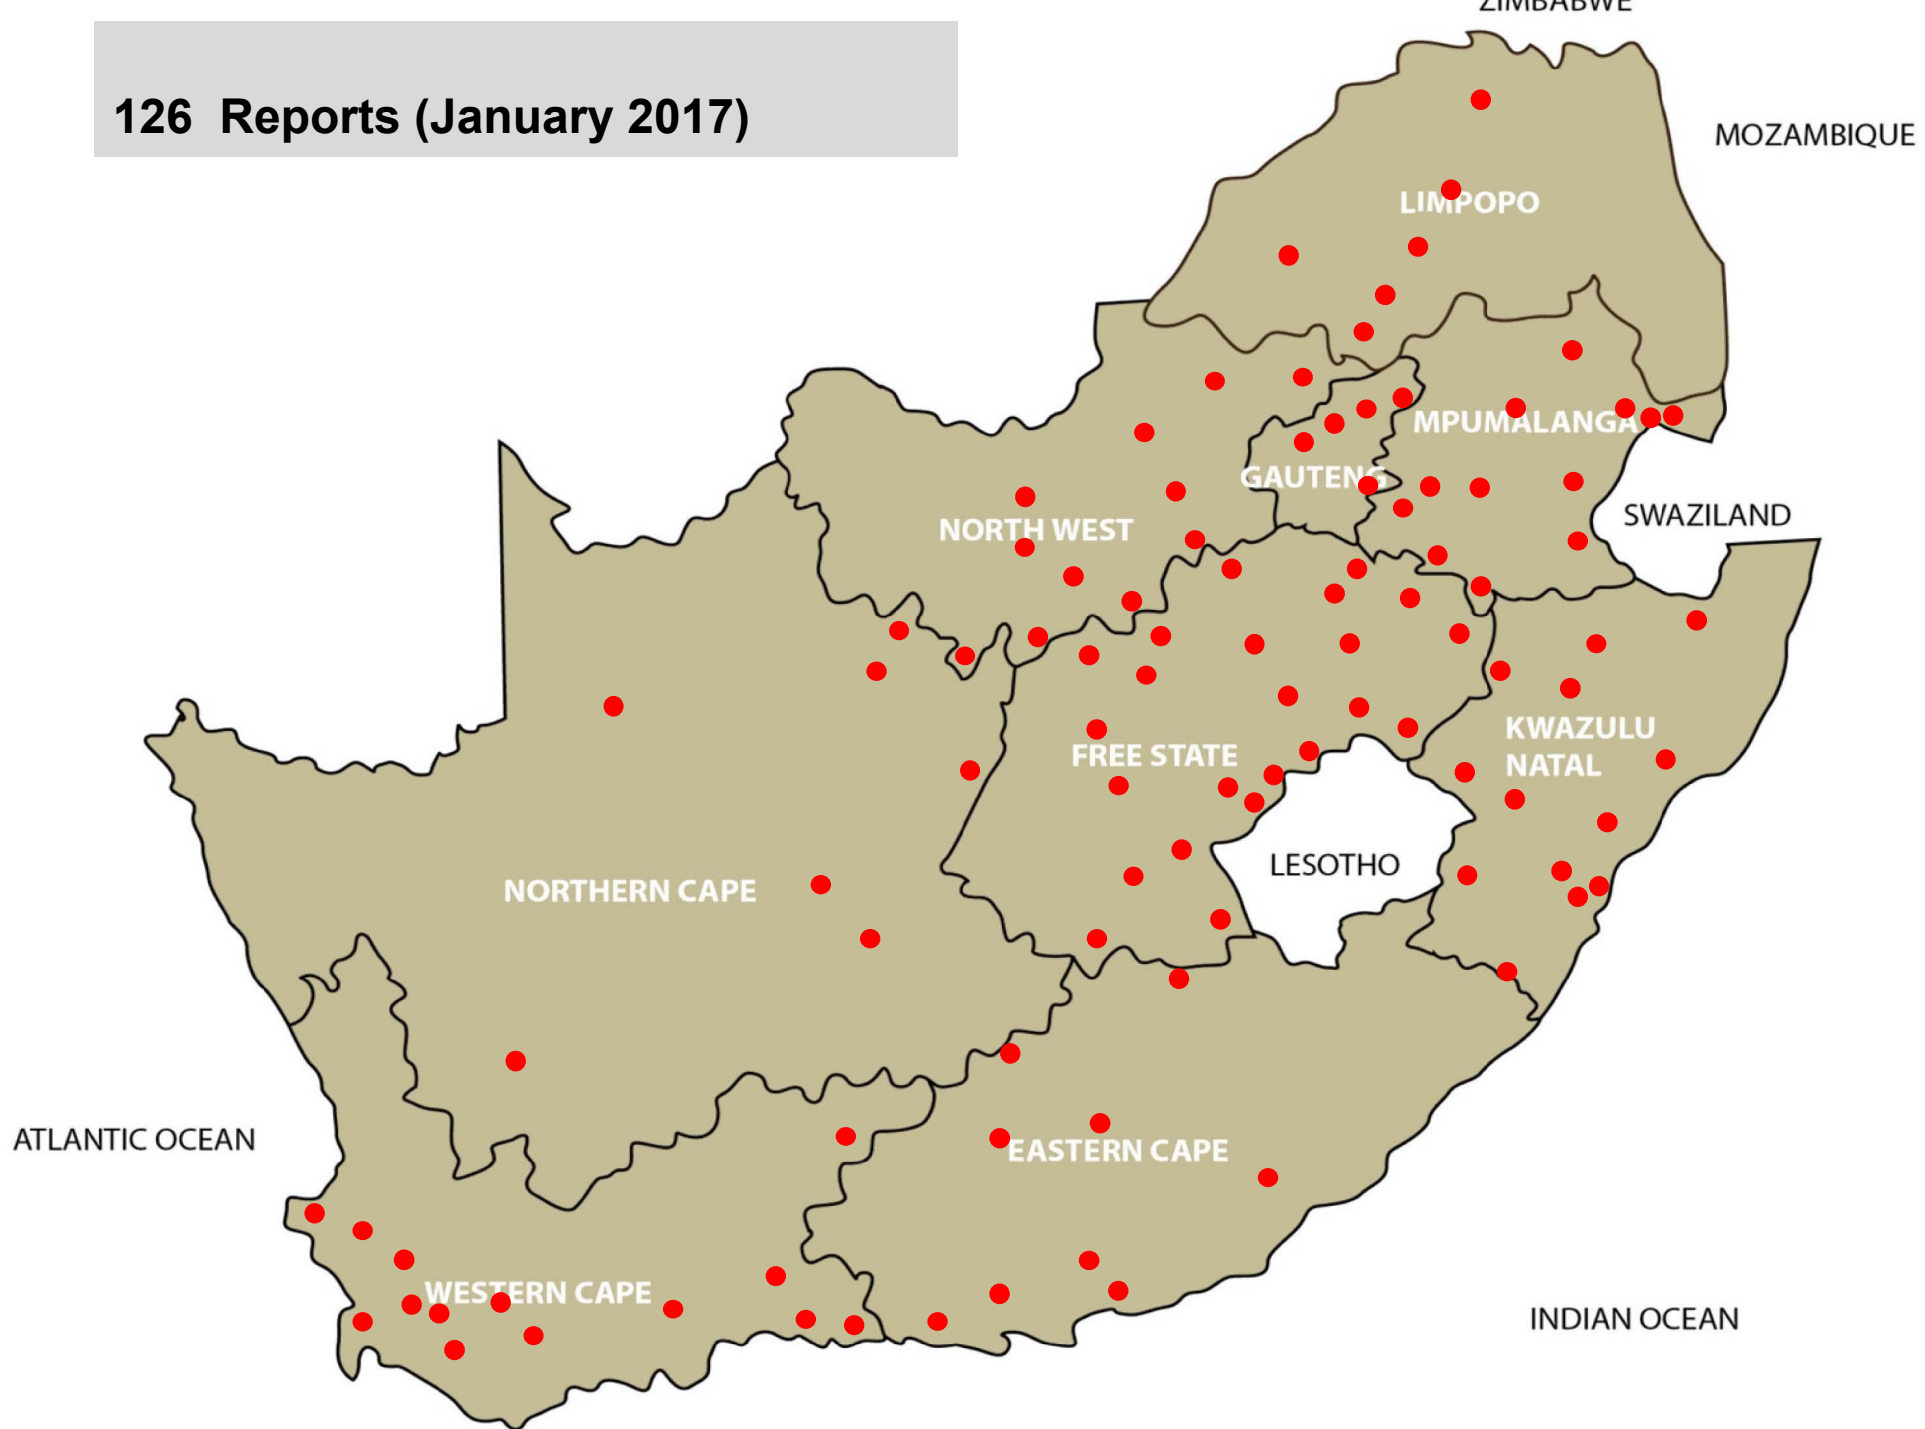 ZIMBABWE
126 Reports (January 2017)
MOZAMBIQUE
LIMPOPO
MPUMALANGA
GAUTENG
SWAZILAND
NORTH WEST
KWAZULU
NATAL
FREE STATE
LESOTHO
NORTHERN CAPE
ATLANTIC OCEAN
EASTERN CAPE
WESTERN CAPE
INDIAN OCEAN